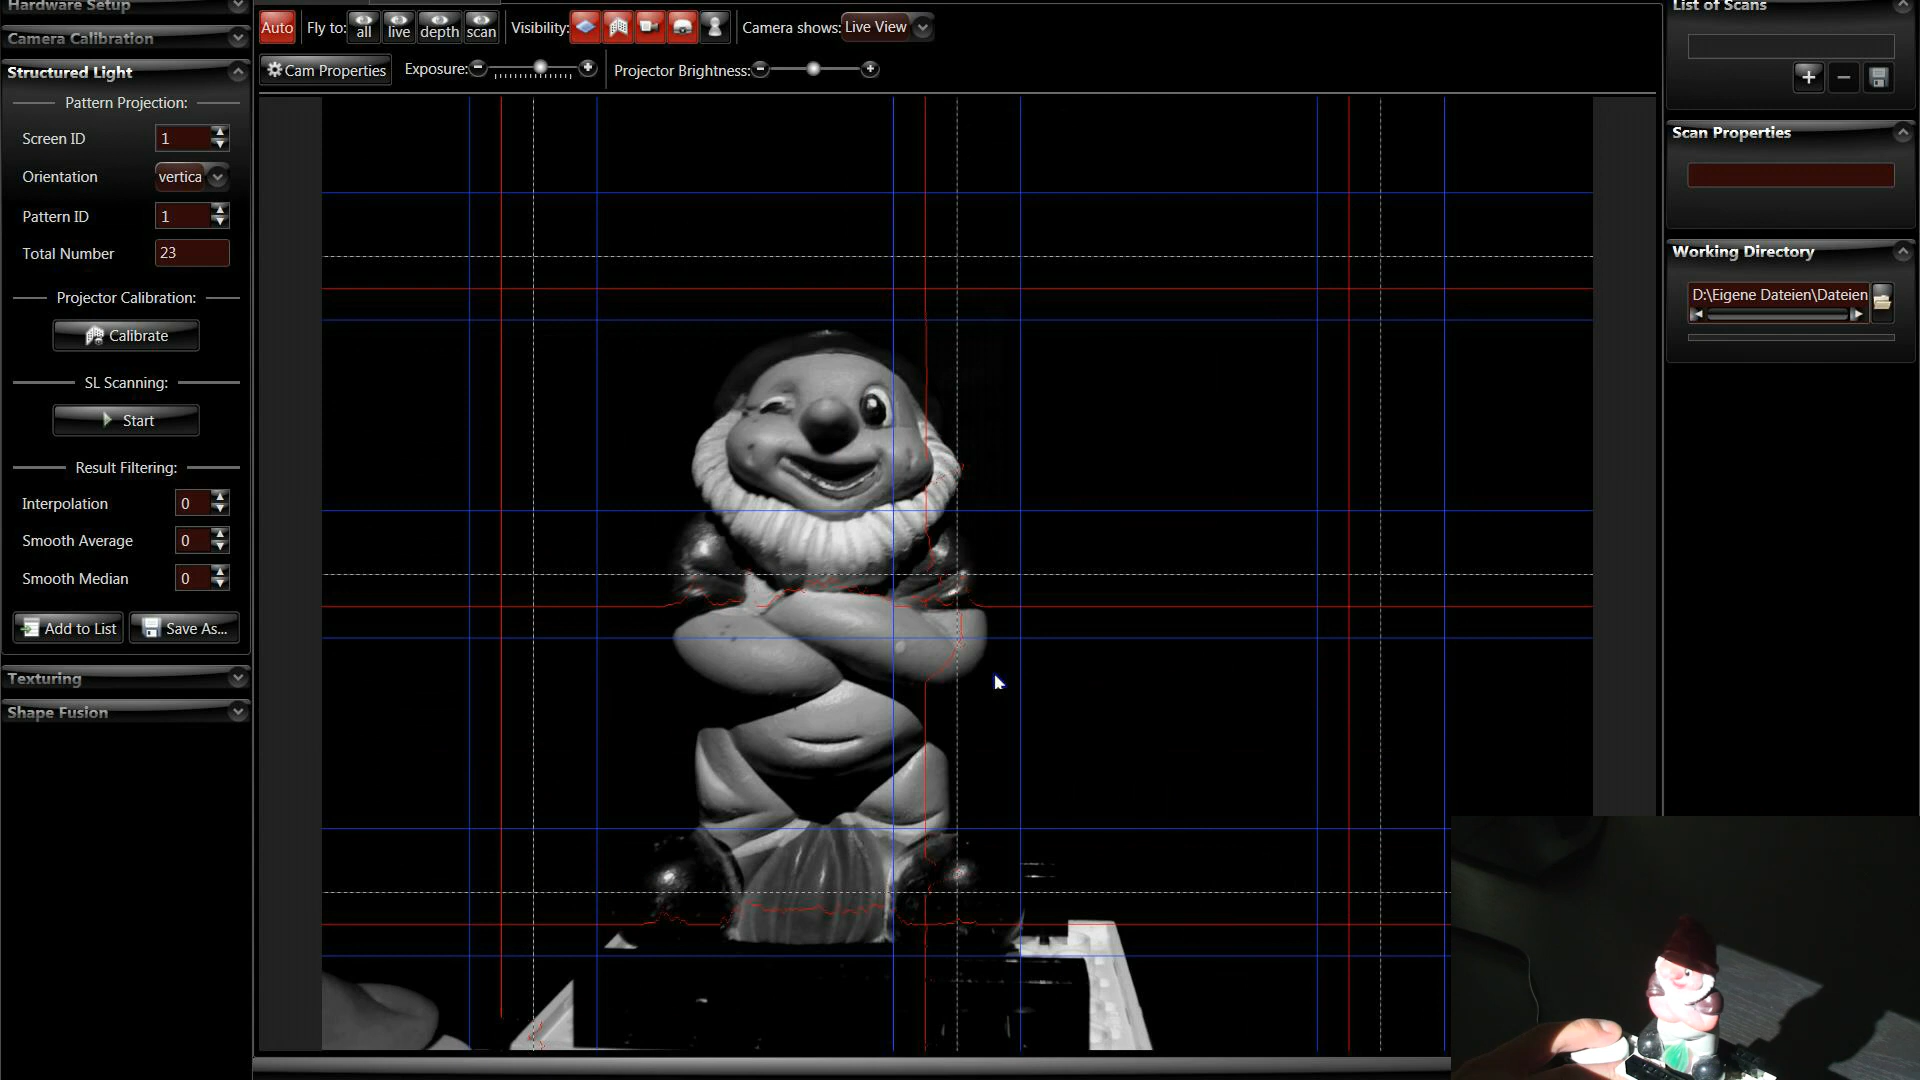 Hardware Setup
Camera Calibration
Structured Light
Pattern Projection:
Screen ID 1
Orientation vertica
Pattern ID 1
Total Number 23
Projector Calibration:
Calibrate
SL Scanning:
Start
Result Filtering:
Interpolation 0
Smooth Average 0
Smooth Median 0
Add to List Save As...
Texturing
Shape Fusion
Auto Fly to: all live depth scan Visibility: Camera shows: Live View
Cam Properties Exposure: Projector Brightness:
List of Scans
Scan Properties
Working Directory
D:\Eigene Dateien\Dateien